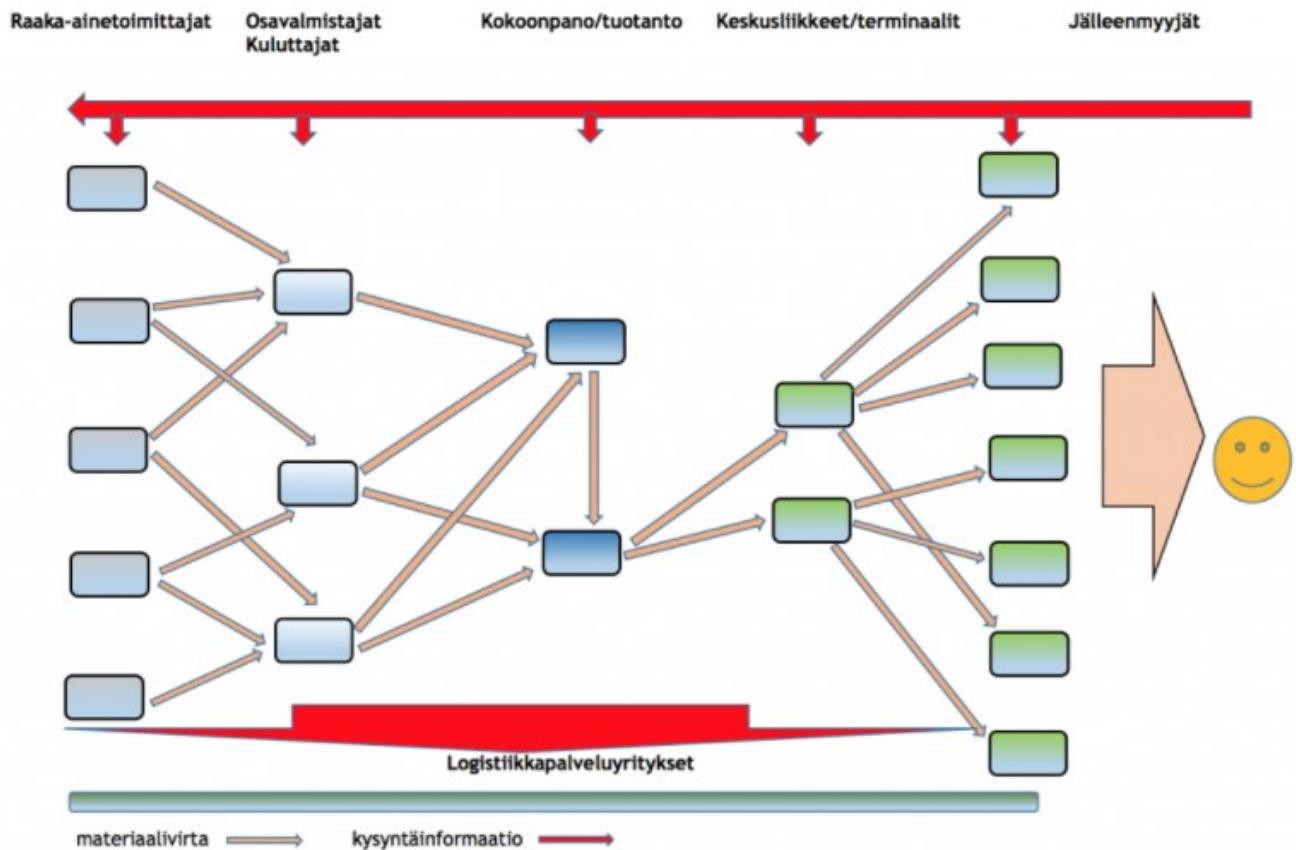 Raaka-ainetoimittajat
Osavalmistajat
Kuluttajat
Kokoonpano/tuotanto
Keskusliikkeet/terminaalit
Jälleenmyyjät
Logistiikkapalveluyritykset
materiaalivirta
kysyntäinformaatio